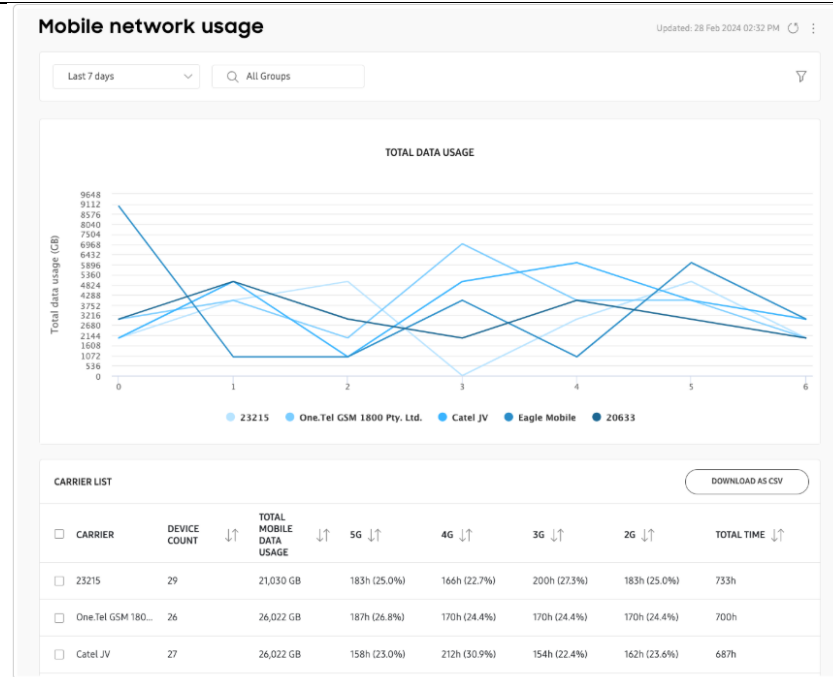 Mobile network usage
Updated: 28 Feb 2024 02:32 PM
Last 7 days
All Groups
TOTAL DATA USAGE
Total data usage (GB)
9648
9112
8576
8040
7504
6968
6432
5896
5360
4824
4288
3752
3216
2680
2144
1608
1072
536
0
0 1 2 3 4 5 6
23215 One.Tel GSM 1800 Pty. Ltd. Catel JV Eagle Mobile 20633
CARRIER LIST
DOWNLOAD AS CSV
CARRIER DEVICE COUNT TOTAL MOBILE DATA USAGE 5G 4G 3G 2G TOTAL TIME
23215 29 21,030 GB 183h (25.0%) 166h (22.7%) 200h (27.3%) 183h (25.0%) 733h
One.Tel GSM 180... 26 26,022 GB 187h (26.8%) 170h (24.4%) 170h (24.4%) 170h (24.4%) 700h
Catel JV 27 26,022 GB 158h (23.0%) 212h (30.9%) 154h (22.4%) 162h (23.6%) 687h